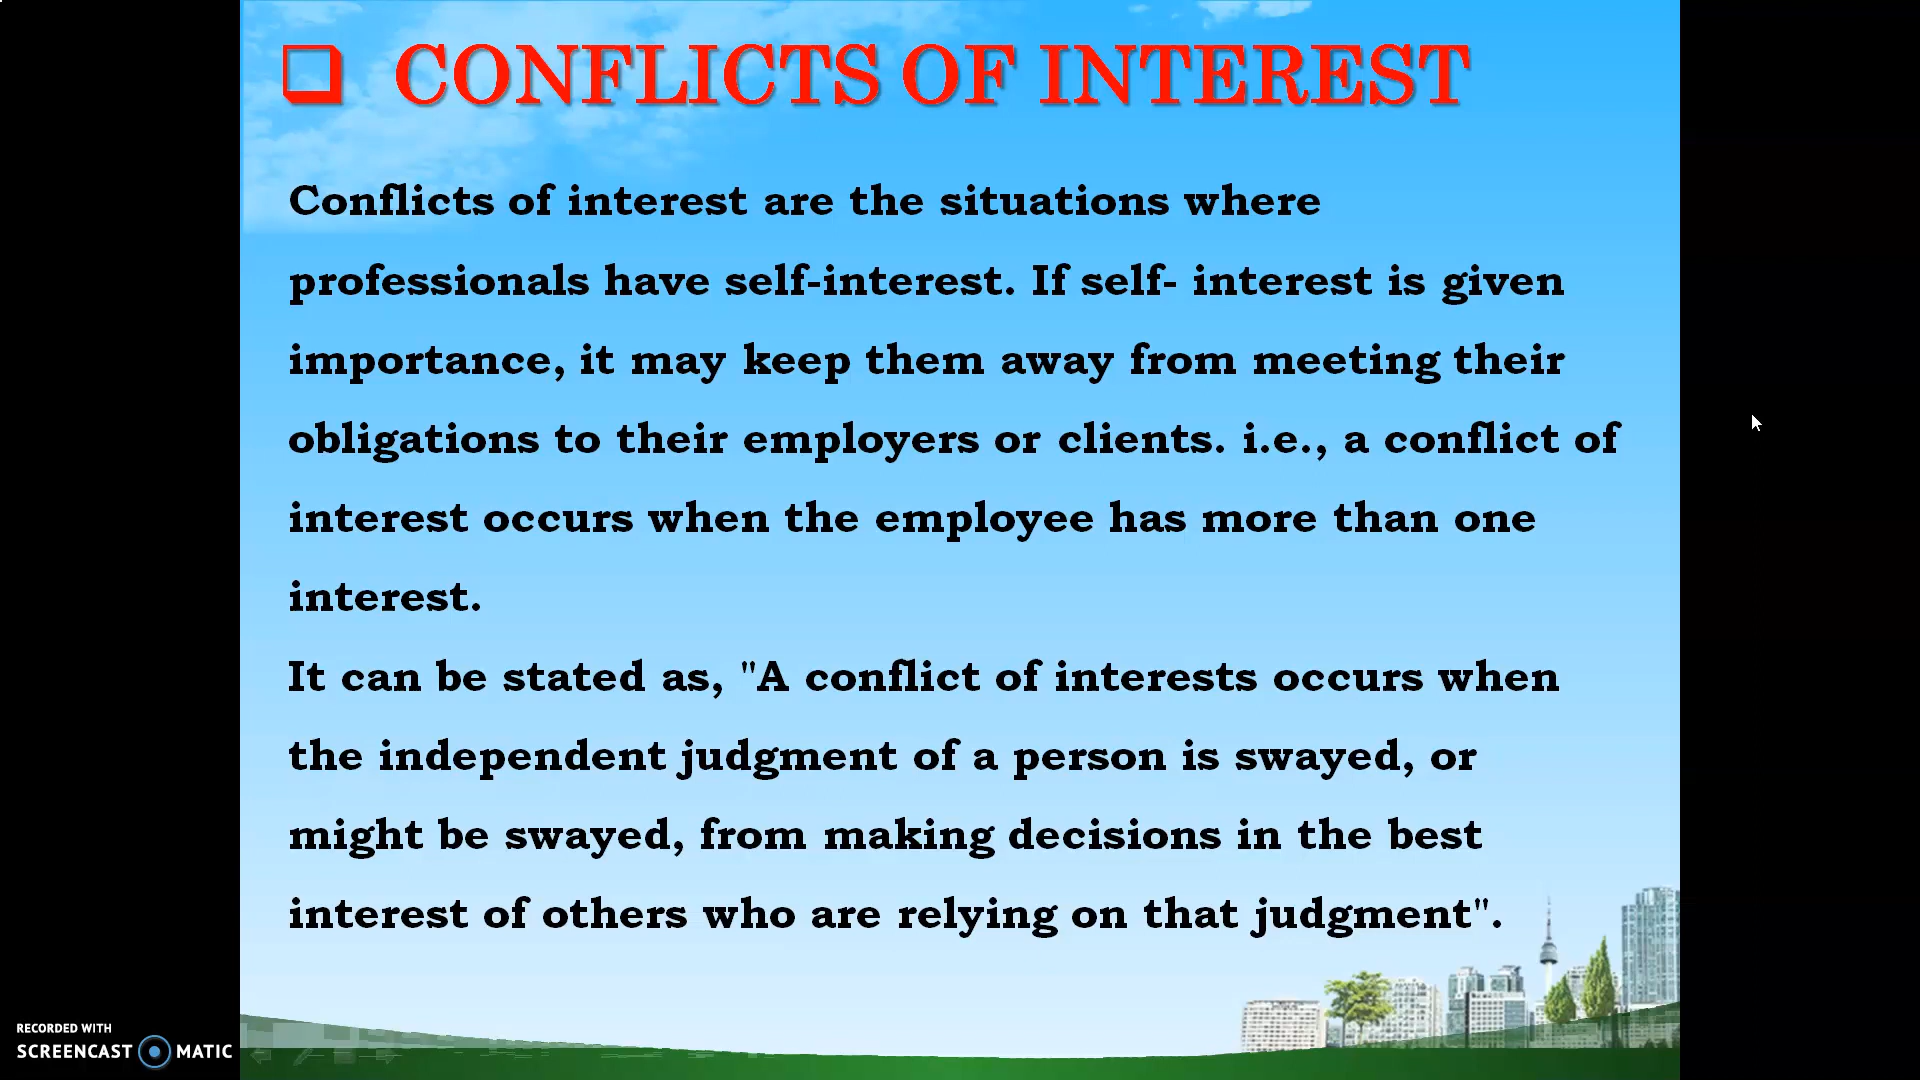 ❑ CONFLICTS OF INTEREST
Conflicts of interest are the situations where
professionals have self-interest. If self- interest is given
importance, it may keep them away from meeting their
obligations to their employers or clients. i.e., a conflict of
interest occurs when the employee has more than one
interest.
It can be stated as, "A conflict of interests occurs when
the independent judgment of a person is swayed, or
might be swayed, from making decisions in the best
interest of others who are relying on that judgment".
RECORDED WITH
SCREENCAST MATIC